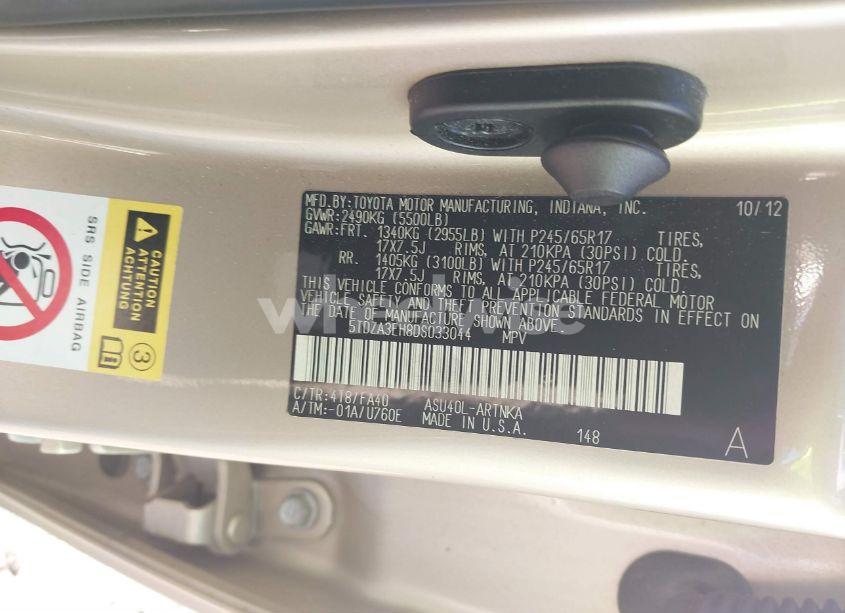 MFD. BY: TOYOTA MOTOR MANUFACTURING, INDIANA, INC. 10/12
GVWR: 2490KG (5500LB)
GAWR: FRT. 1340KG (2955LB) WITH P245/65R17 TIRES,
17X7.5J RIMS, AT 210KPA (30PSI) COLD.
RR. 1405KG (3100LB) WITH P245/65R17 TIRES,
17X7.5J RIMS, AT 210KPA (30PSI) COLD.
THIS VEHICLE CONFORMS TO ALL APPLICABLE FEDERAL MOTOR
VEHICLE SAFETY AND THEFT PREVENTION STANDARDS IN EFFECT ON
THE DATE OF MANUFACTURE SHOWN ABOVE.
5TDZA3EH8DS033044 MPV
C/TR: 4T8/FA40 ASU40L-ARTNKA
A/TM: -01A/U760E MADE IN U.S.A. 148 A
CAUTION
ATTENTION
ACHTUNG
SRS SIDE AIRBAG
3